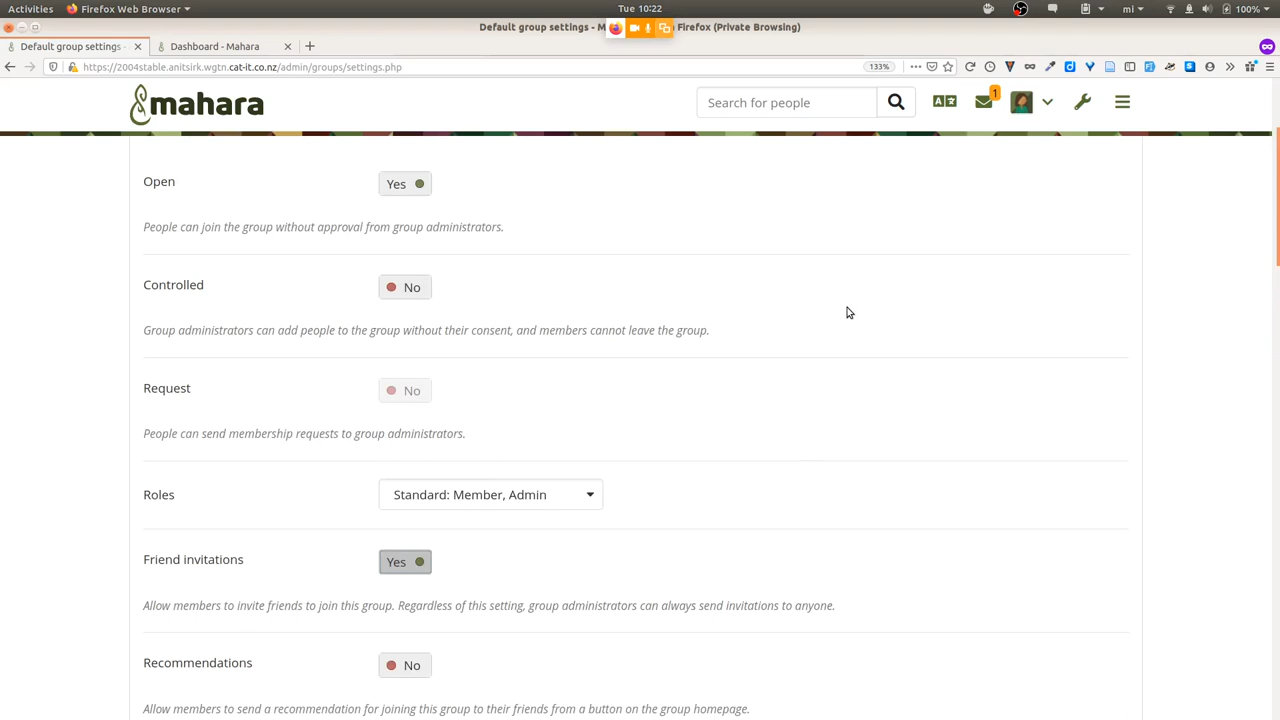 Activities Firefox Web Browser Tue 10:22 ml 100%
Default group settings - M Firefox (Private Browsing)
Default group settings - Dashboard - Mahara
https://2004stable.anitsirk.wgtn.cat-it.co.nz/admin/groups/settings.php 133%
mahara Search for people 1
Open Yes
People can join the group without approval from group administrators.
Controlled No
Group administrators can add people to the group without their consent, and members cannot leave the group.
Request No
People can send membership requests to group administrators.
Roles Standard: Member, Admin
Friend invitations Yes
Allow members to invite friends to join this group. Regardless of this setting, group administrators can always send invitations to anyone.
Recommendations No
Allow members to send a recommendation for joining this group to their friends from a button on the group homepage.